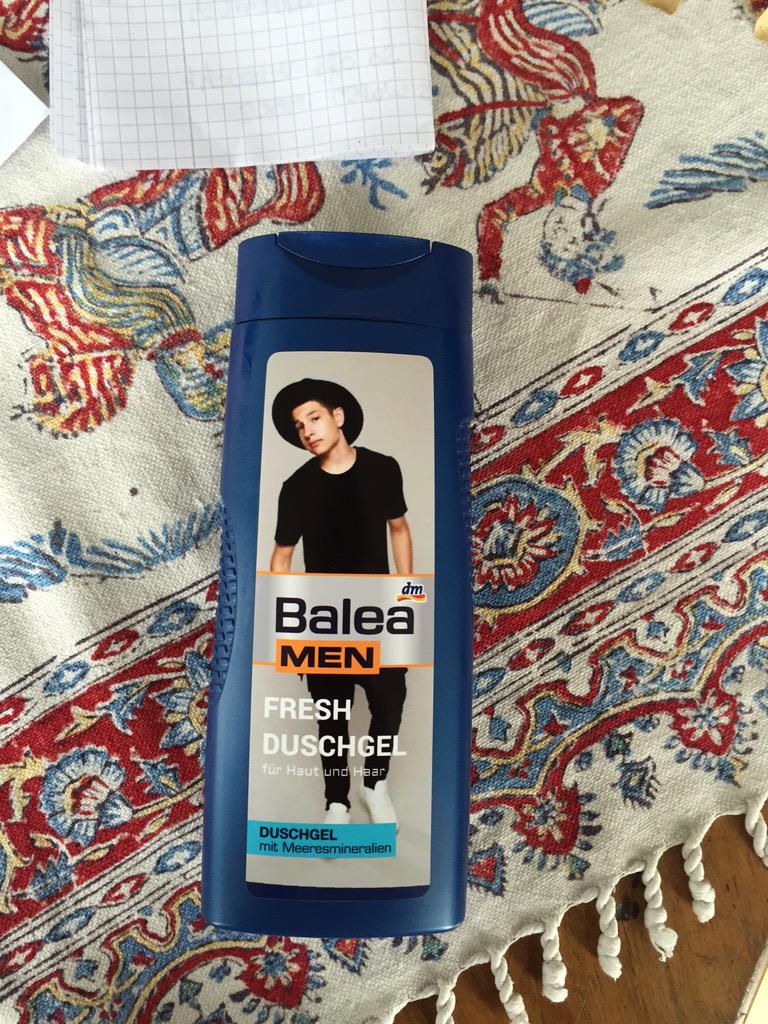 dm
Balea
MEN
FRESH
DUSCHGEL
für Haut und Haar
DUSCHGEL
mit Meeresmineralien